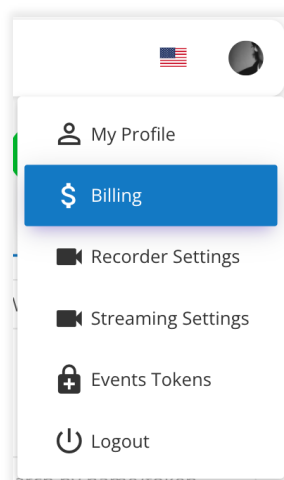 My Profile
$ Billing
Recorder Settings
Streaming Settings
Events Tokens
Logout